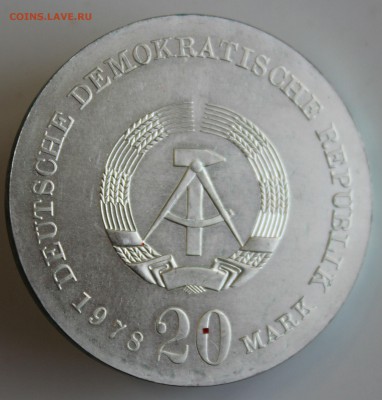 COINS.LAVE.RU
DEUTSCHE DEMOKRATISCHE REPUBLIK
1978 20 MARK